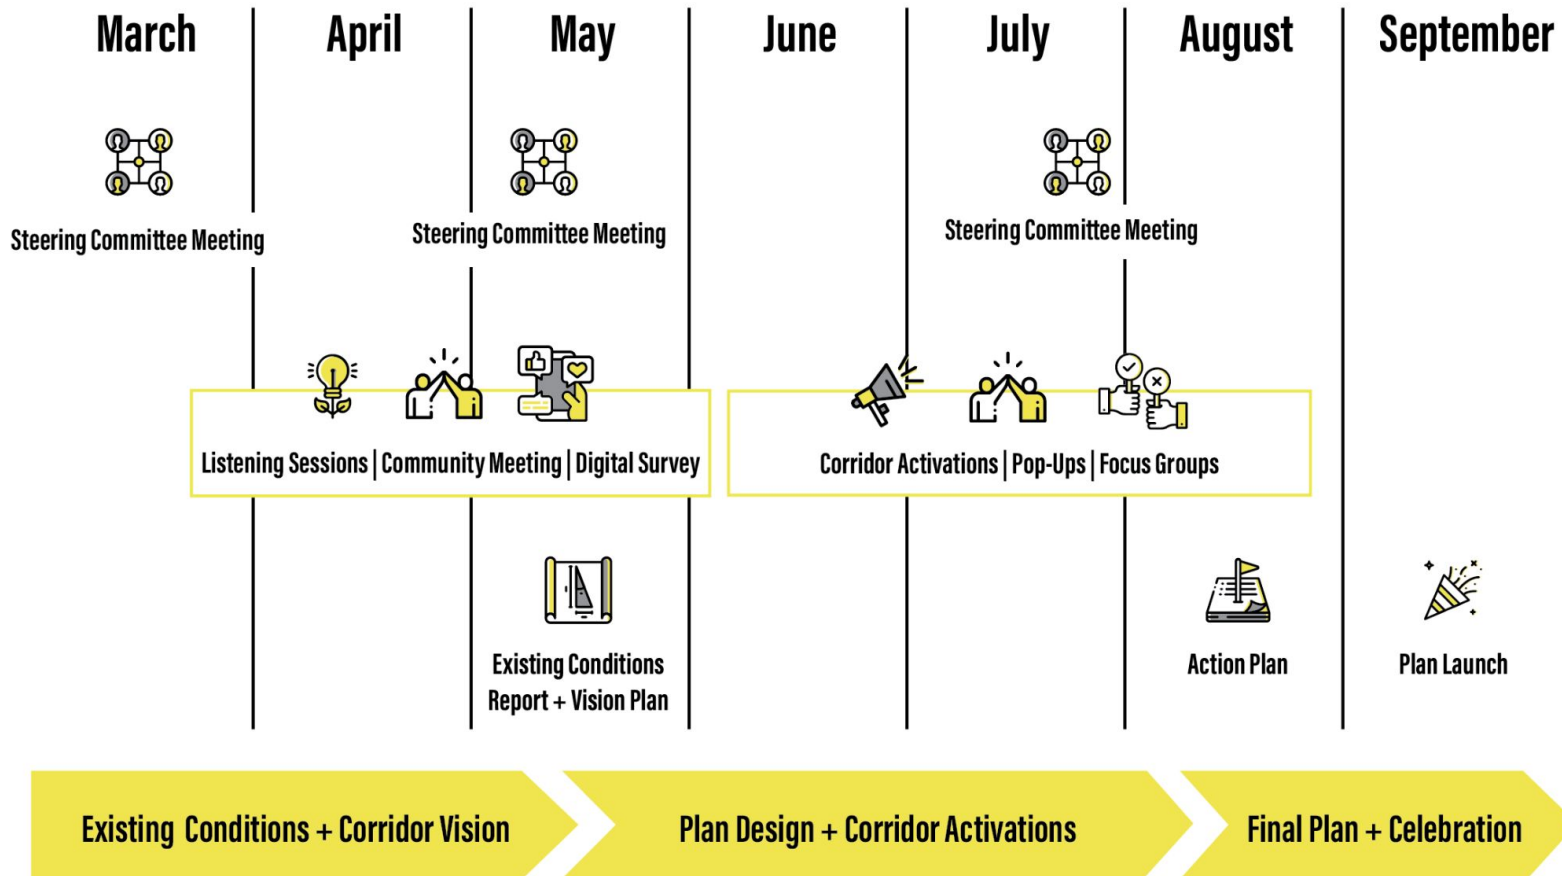 March
April
May
June
July
August
September
Steering Committee Meeting
Steering Committee Meeting
Steering Committee Meeting
Listening Sessions | Community Meeting | Digital Survey
Corridor Activations | Pop-Ups | Focus Groups
Existing Conditions
Report + Vision Plan
Action Plan
Plan Launch
Existing Conditions + Corridor Vision
Plan Design + Corridor Activations
Final Plan + Celebration